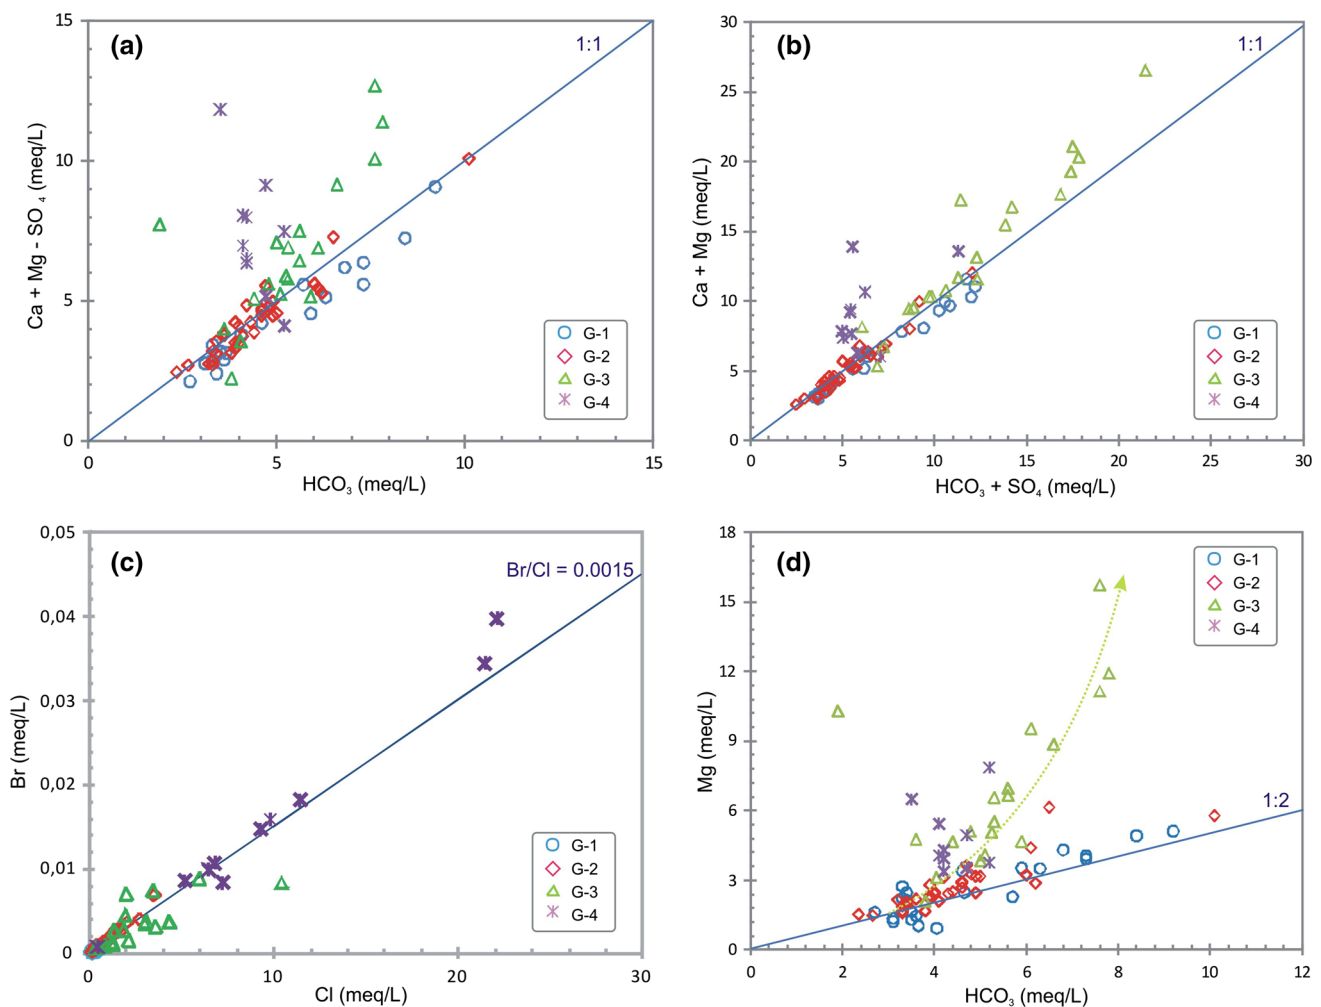 (a)
1:1
15
10
5
0
0
5
10
15
Ca + Mg - SO₄ (meq/L)
HCO₃ (meq/L)
G-1
G-2
G-3
G-4
(b)
1:1
30
25
20
15
10
5
0
0
5
10
15
20
25
30
Ca + Mg (meq/L)
HCO₃ + SO₄ (meq/L)
G-1
G-2
G-3
G-4
(c)
Br/Cl = 0.0015
0,05
0,04
0,03
0,02
0,01
0
0
10
20
30
Br (meq/L)
Cl (meq/L)
G-1
G-2
G-3
G-4
(d)
1:2
18
15
12
9
6
3
0
0
2
4
6
8
10
12
Mg (meq/L)
HCO₃ (meq/L)
G-1
G-2
G-3
G-4